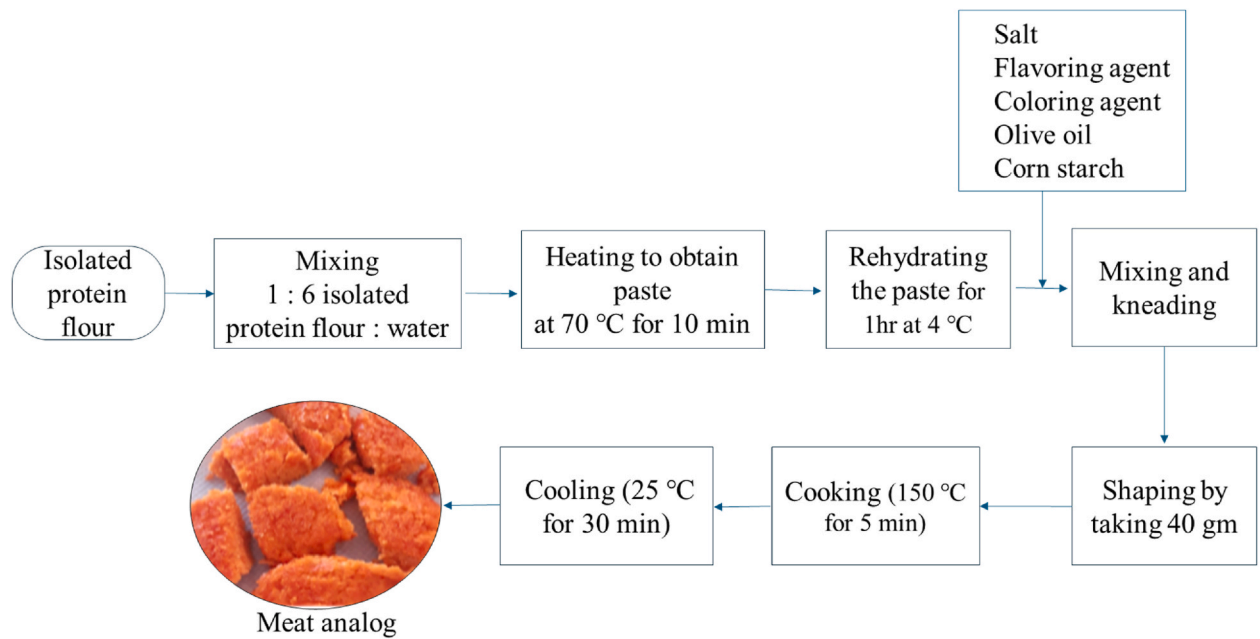 Salt
Flavoring agent
Coloring agent
Olive oil
Corn starch
Isolated
protein
flour
Mixing
1 : 6 isolated
protein flour : water
Heating to obtain
paste
at 70 °C for 10 min
Rehydrating
the paste for
1hr at 4 °C
Mixing and
kneading
Shaping by
taking 40 gm
Cooking (150 °C
for 5 min)
Cooling (25 °C
for 30 min)
Meat analog